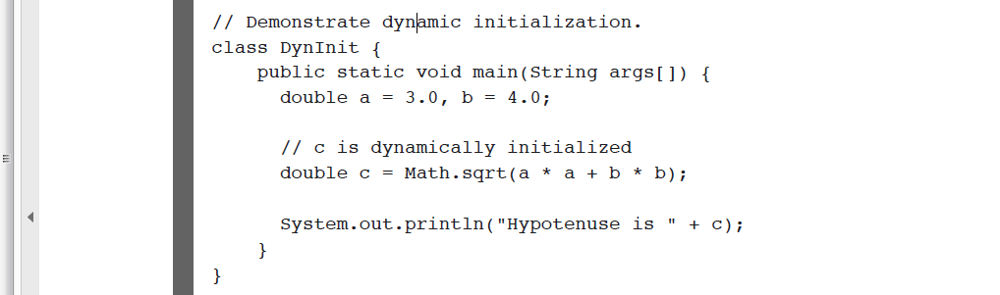 // Demonstrate dynamic initialization.
class DynInit {
    public static void main(String args[]) {
      double a = 3.0, b = 4.0;

      // c is dynamically initialized
      double c = Math.sqrt(a * a + b * b);

      System.out.println("Hypotenuse is " + c);
    }
}